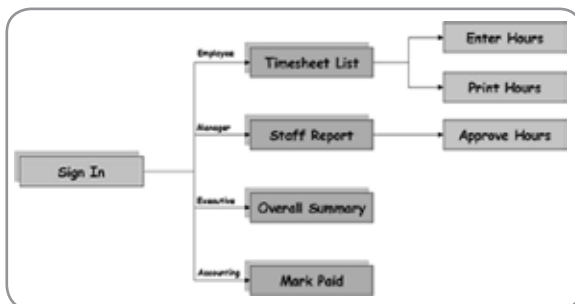 Enter Hours
Employee
Timesheet List
Print Hours
Manager
Staff Report
Approve Hours
Sign In
Executive
Overall Summary
Accounting
Mark Paid